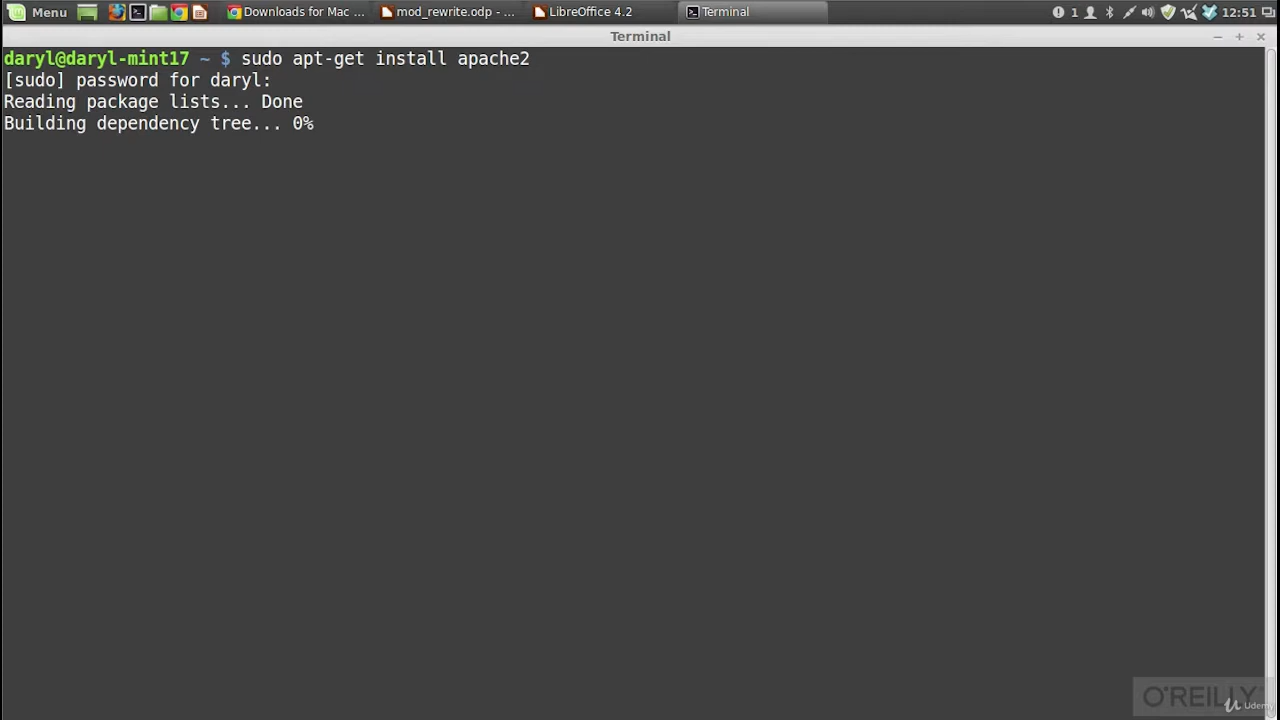 Menu Downloads for Mac ... mod_rewrite.odp - ... LibreOffice 4.2 Terminal 1 12:51
Terminal
daryl@daryl-mint17 ~ $ sudo apt-get install apache2
[sudo] password for daryl:
Reading package lists... Done
Building dependency tree... 0%
O'REILLY
Udemy